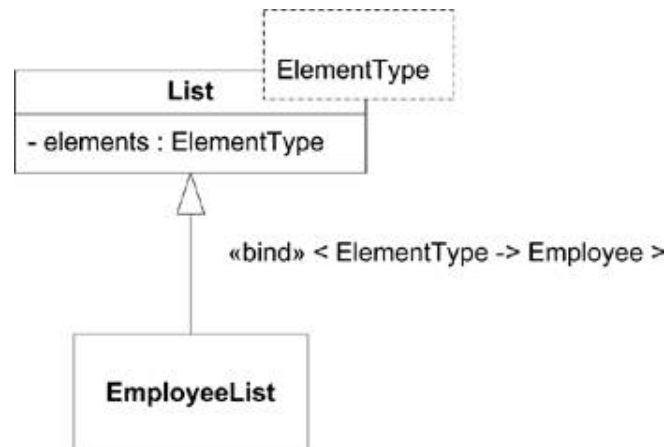 ElementType
List
- elements : ElementType
«bind» < ElementType -> Employee >
EmployeeList